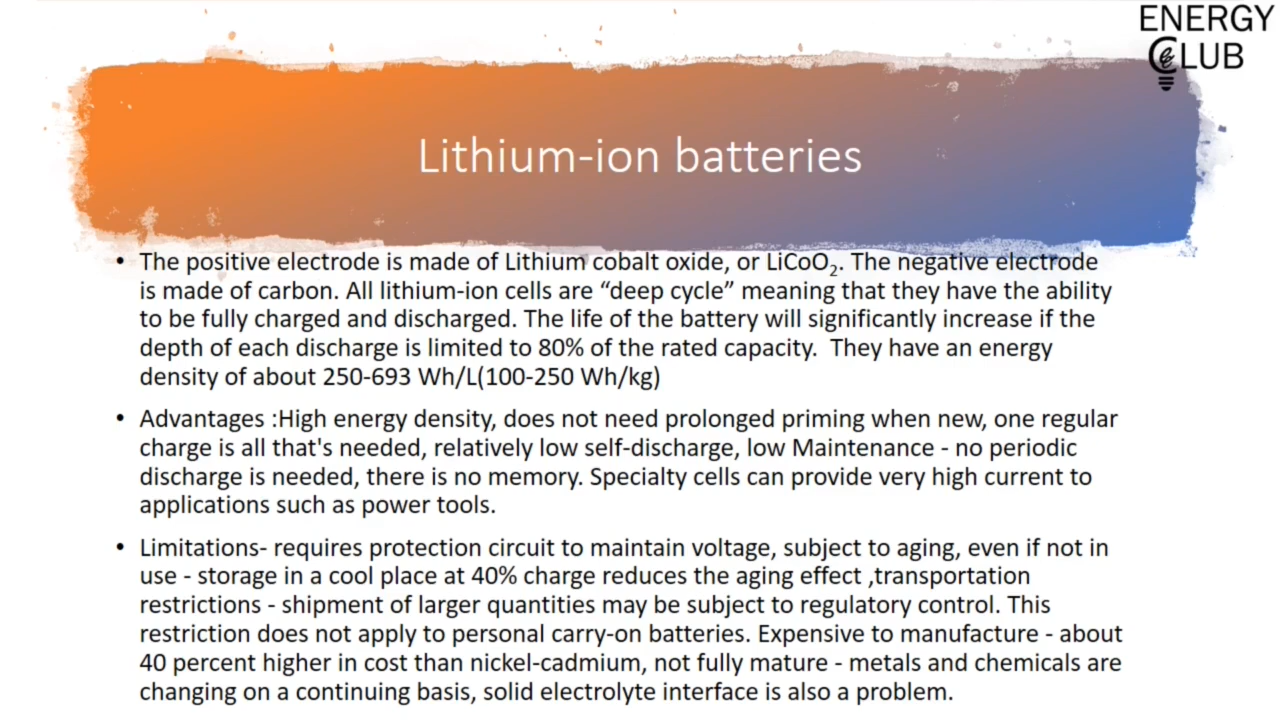 ENERGY
CLUB
Lithium-ion batteries
• The positive electrode is made of Lithium cobalt oxide, or LiCoO₂. The negative electrode
is made of carbon. All lithium-ion cells are “deep cycle” meaning that they have the ability
to be fully charged and discharged. The life of the battery will significantly increase if the
depth of each discharge is limited to 80% of the rated capacity. They have an energy
density of about 250-693 Wh/L(100-250 Wh/kg)
• Advantages :High energy density, does not need prolonged priming when new, one regular
charge is all that's needed, relatively low self-discharge, low Maintenance - no periodic
discharge is needed, there is no memory. Specialty cells can provide very high current to
applications such as power tools.
• Limitations- requires protection circuit to maintain voltage, subject to aging, even if not in
use - storage in a cool place at 40% charge reduces the aging effect ,transportation
restrictions - shipment of larger quantities may be subject to regulatory control. This
restriction does not apply to personal carry-on batteries. Expensive to manufacture - about
40 percent higher in cost than nickel-cadmium, not fully mature - metals and chemicals are
changing on a continuing basis, solid electrolyte interface is also a problem.